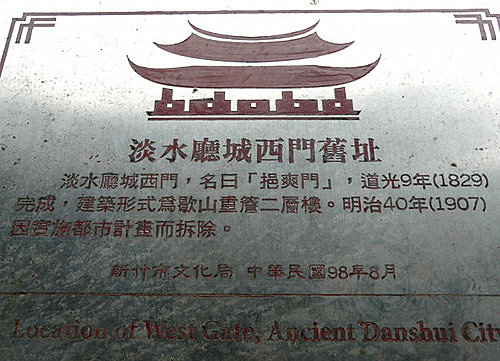 淡水廳城西門舊址
淡水廳城西門，名曰「挹爽門」，道光9年(1829)
完成，建築形式為歇山重簷二層樓。明治40年(1907)
因實施都市計畫而拆除。
新竹市文化局 中華民國98年8月
Location of West Gate, Ancient Danshui Cit